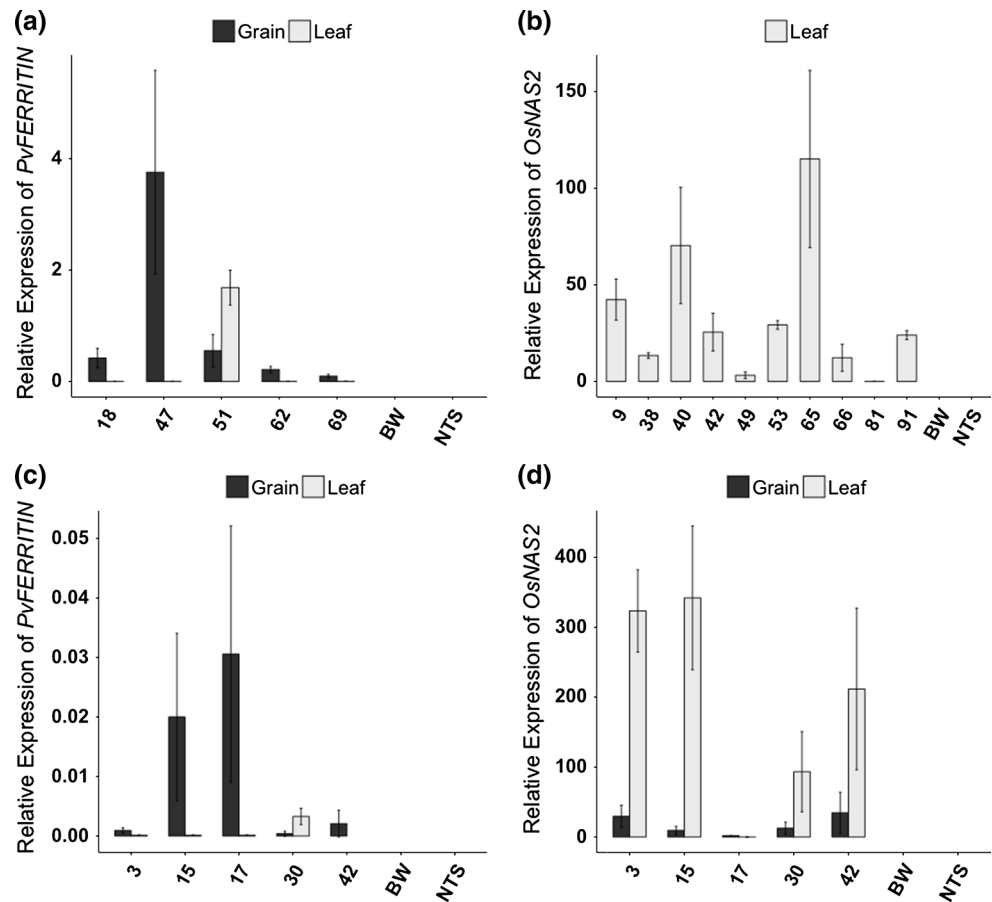 (a)
Grain Leaf
Relative Expression of PvFERRITIN
4
2
0
18 47 51 62 69 BW NTS
(b)
Leaf
Relative Expression of OsNAS2
150
100
50
0
9 38 40 42 49 53 65 66 81 91 BW NTS
(c)
Grain Leaf
Relative Expression of PvFERRITIN
0.05
0.04
0.03
0.02
0.01
0.00
3 15 17 30 42 BW NTS
(d)
Grain Leaf
Relative Expression of OsNAS2
400
300
200
100
0
3 15 17 30 42 BW NTS